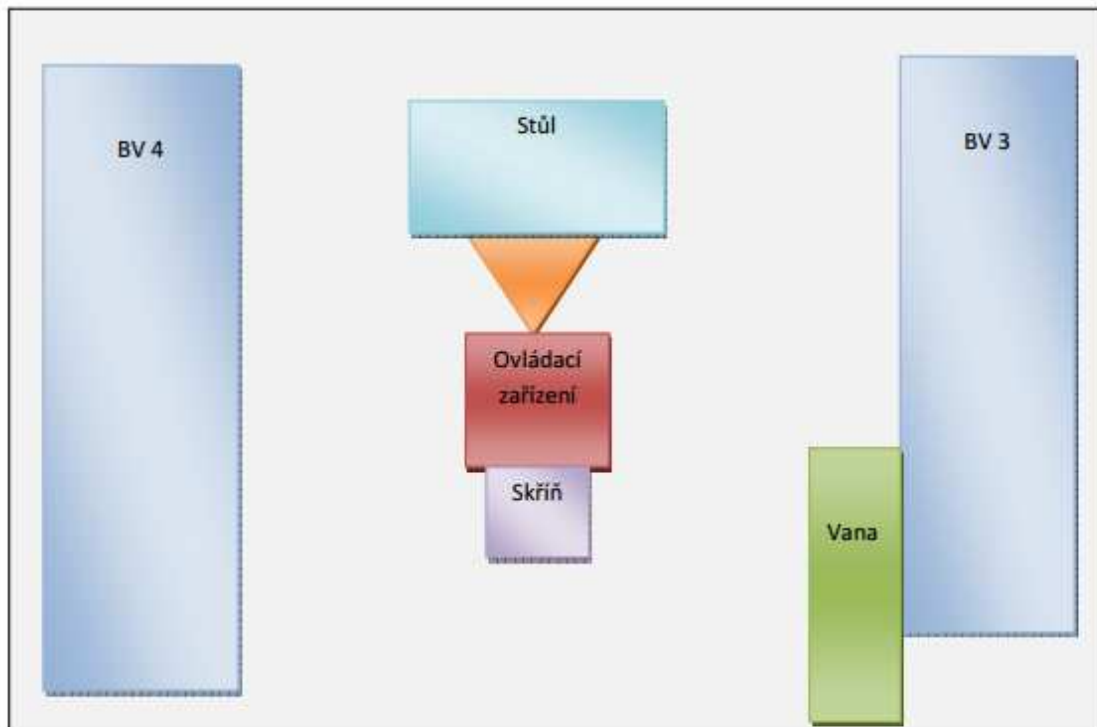 BV 4
Stůl
BV 3
Ovládací
zařízení
Skříň
Vana